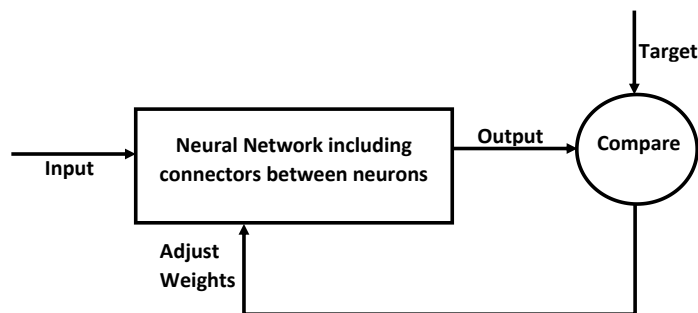 Target
Neural Network including
connectors between neurons
Output
Compare
Input
Adjust
Weights